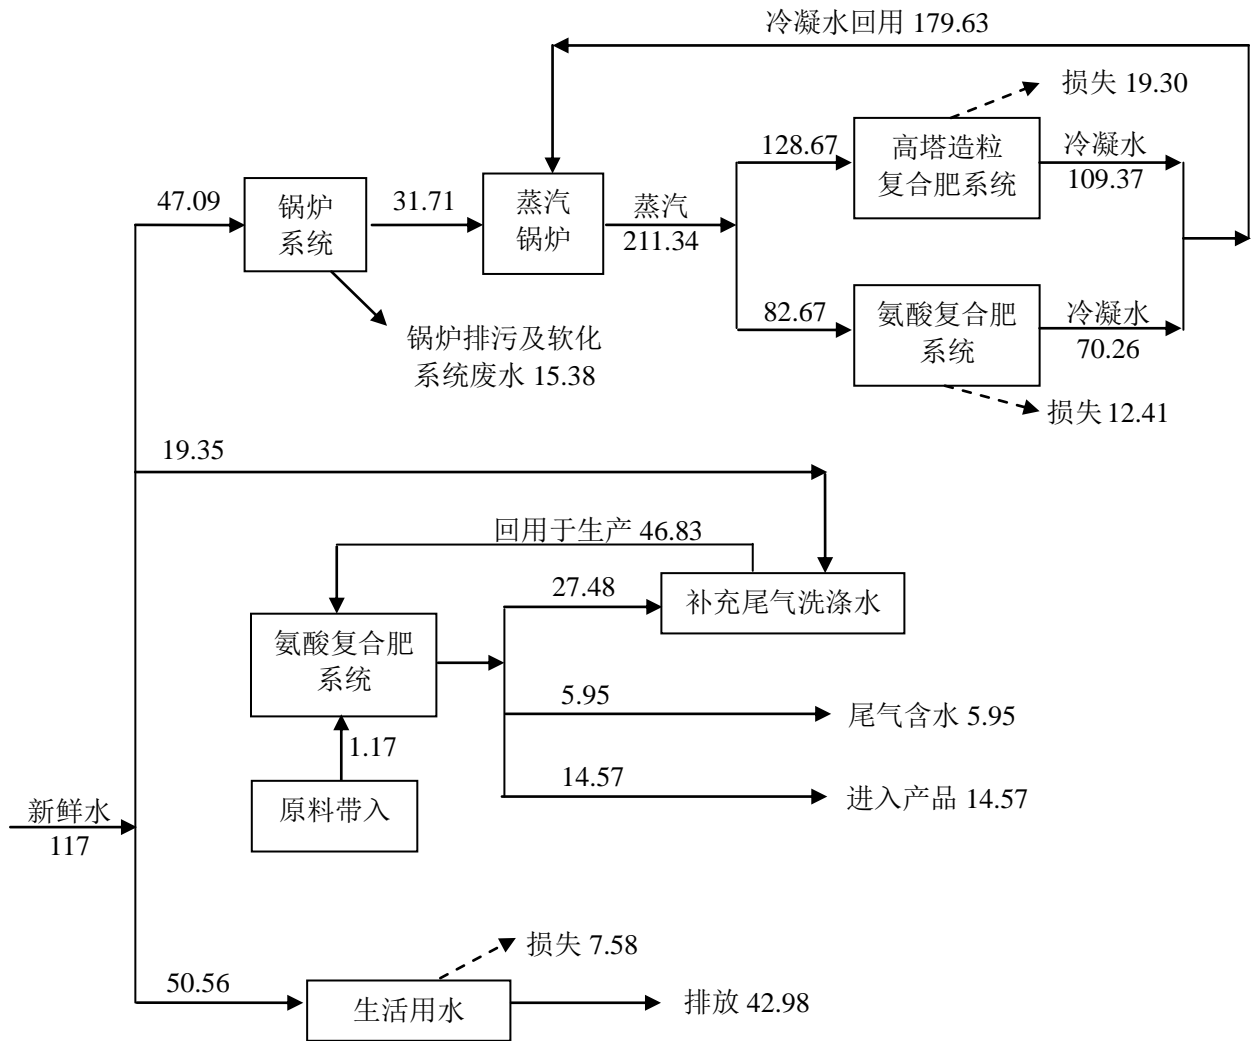 冷凝水回用 179.63
损失 19.30
128.67
高塔造粒
复合肥系统
冷凝水
109.37
47.09
锅炉
系统
31.71
蒸汽
锅炉
蒸汽
211.34
82.67
氨酸复合肥
系统
冷凝水
70.26
锅炉排污及软化
系统废水 15.38
损失 12.41
19.35
回用于生产 46.83
27.48
补充尾气洗涤水
氨酸复合肥
系统
5.95
尾气含水 5.95
1.17
14.57
进入产品 14.57
原料带入
新鲜水
117
损失 7.58
50.56
生活用水
排放 42.98